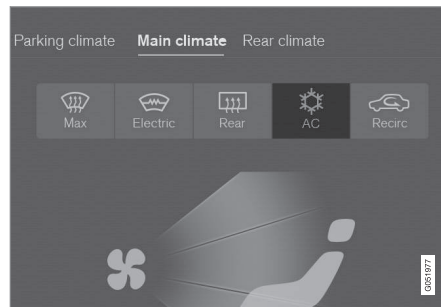 Parking climate Main climate Rear climate
Max Electric Rear AC Recirc
G051977